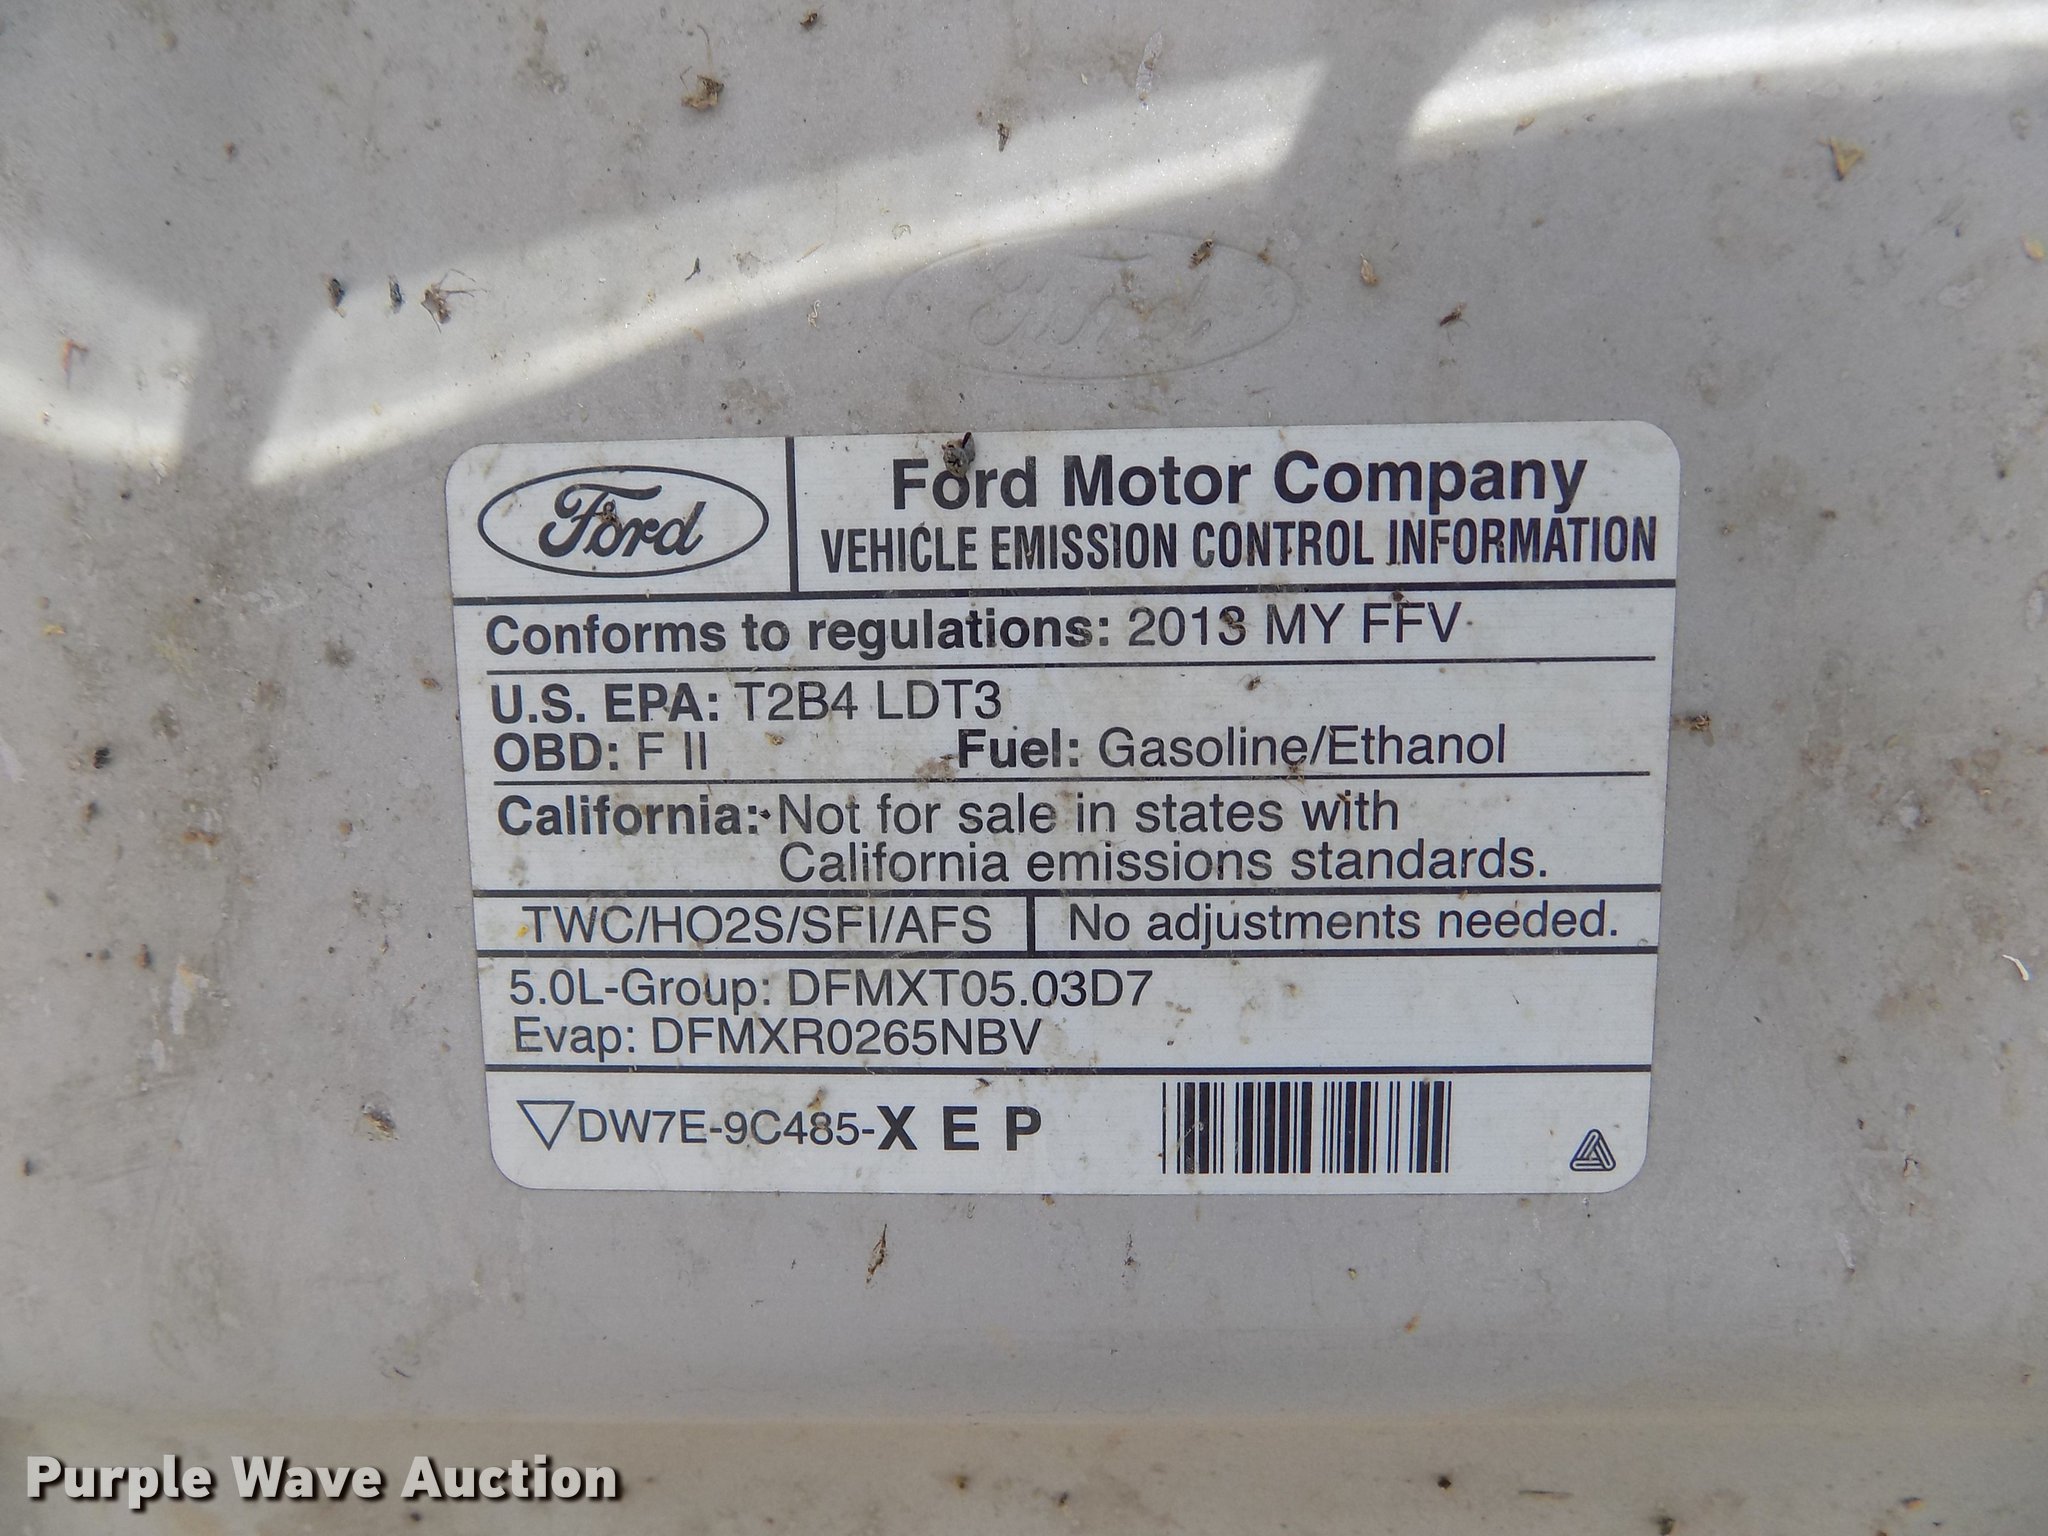 Ford
Ford
Ford Motor Company
VEHICLE EMISSION CONTROL INFORMATION
Conforms to regulations: 2013 MY FFV
U.S. EPA: T2B4 LDT3
OBD: F II Fuel: Gasoline/Ethanol
California: Not for sale in states with
California emissions standards.
TWC/HO2S/SFI/AFS No adjustments needed.
5.0L-Group: DFMXT05.03D7
Evap: DFMXR0265NBV
DW7E-9C485-X E P
Purple Wave Auction